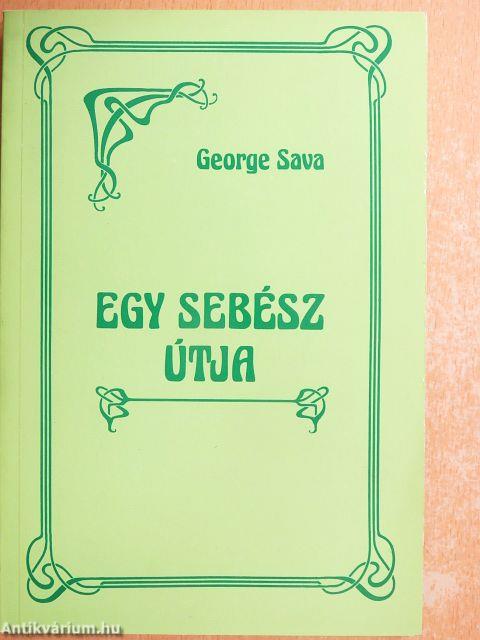 George Sava
EGY SEBÉSZ
ÚTJA
Antikvárium.hu